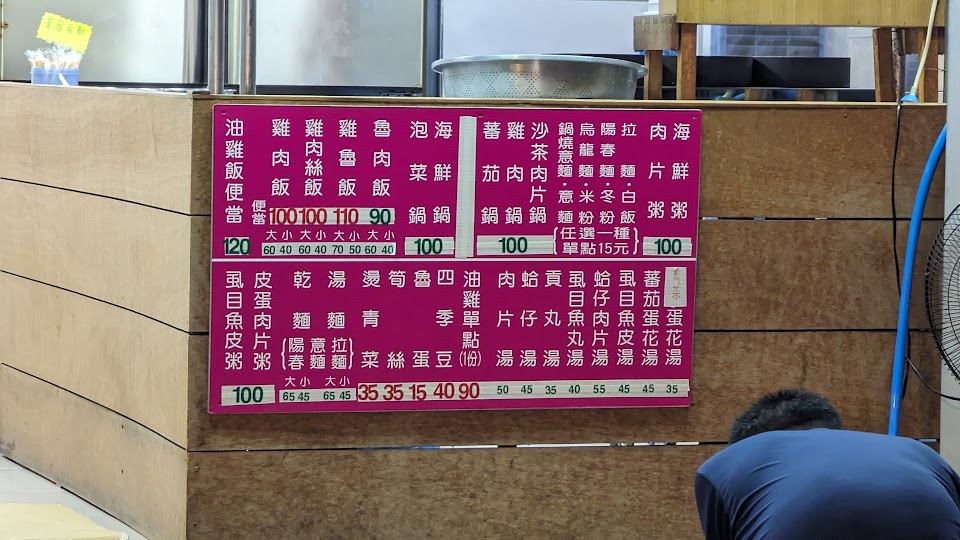 油雞飯便當
120
便當
雞肉飯
雞肉絲飯
雞魯飯
魯肉飯
100 100 110 90
大小 大小 大小 大小
60 40 60 40 70 50 60 40
泡菜鍋
海鮮鍋
100
蕃茄鍋
雞肉鍋
沙茶肉片鍋
100
鍋燒意麵・意麵
烏龍麵・米粉
陽春麵・冬粉
拉麵・白飯
{任選一種
單點15元}
肉片粥
海鮮粥
100
虱目魚皮粥
皮蛋肉片粥
100
乾麵
湯麵
{陽春
意麵
拉麵}
大小 大小
65 45 65 45
燙青菜
筍絲
魯蛋
四季豆
油雞單點(1份)
35 35 15 40 90
肉片湯
蛤仔湯
貢丸湯
虱目魚丸湯
蛤仔肉片湯
虱目魚皮湯
蕃茄蛋花湯
蛋花湯
50 45 35 40 55 45 45 35